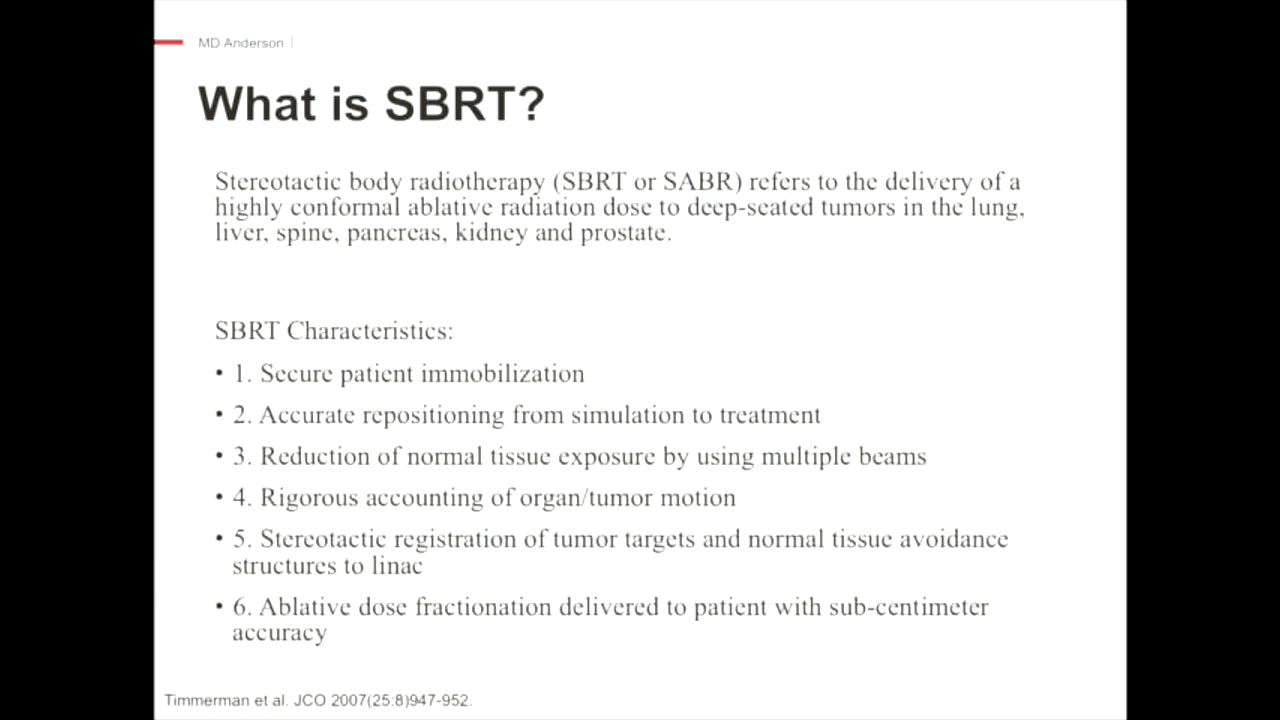 MD Anderson
What is SBRT?
Stereotactic body radiotherapy (SBRT or SABR) refers to the delivery of a
highly conformal ablative radiation dose to deep-seated tumors in the lung,
liver, spine, pancreas, kidney and prostate.
SBRT Characteristics:
• 1. Secure patient immobilization
• 2. Accurate repositioning from simulation to treatment
• 3. Reduction of normal tissue exposure by using multiple beams
• 4. Rigorous accounting of organ/tumor motion
• 5. Stereotactic registration of tumor targets and normal tissue avoidance
structures to linac
• 6. Ablative dose fractionation delivered to patient with sub-centimeter
accuracy
Timmerman et al. JCO 2007(25:8)947-952.